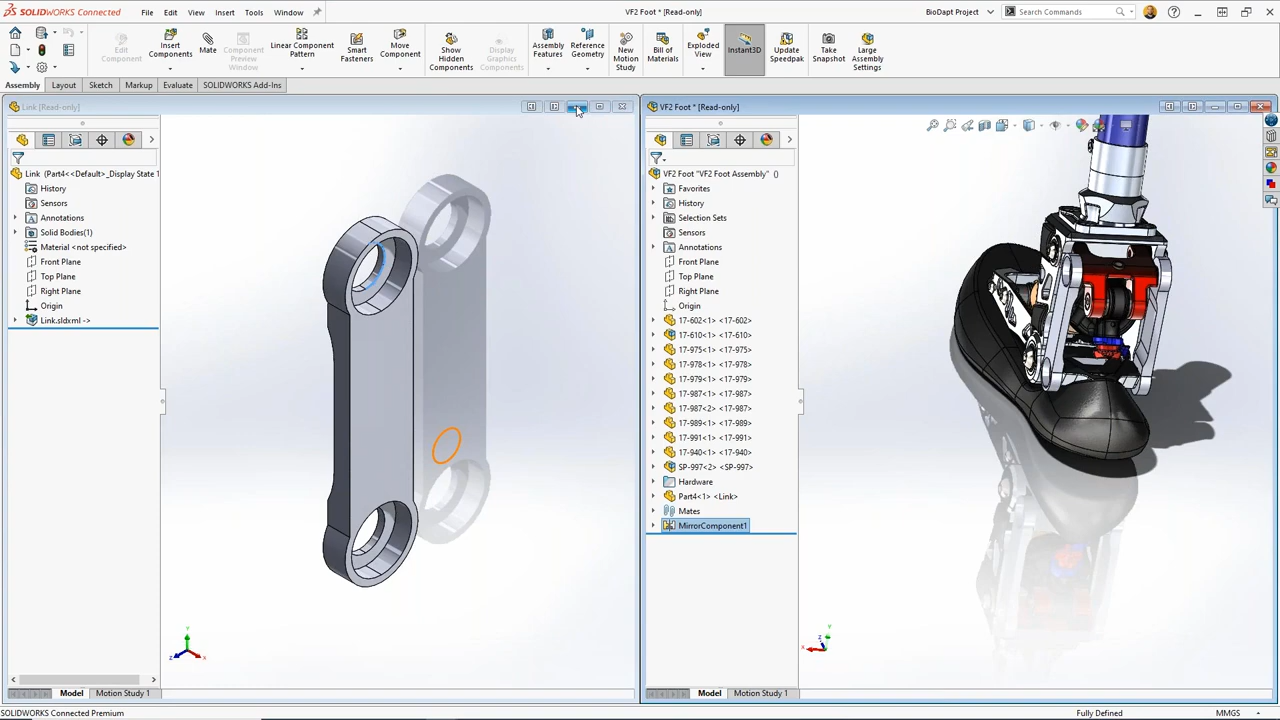 SOLIDWORKS Connected
File
Edit
View
Insert
Tools
Window
VF2 Foot * [Read-only]
BioDapt Project
Search Commands
Edit Component
Insert Components
Mate
Component Preview Window
Linear Component Pattern
Smart Fasteners
Move Component
Show Hidden Components
Display Graphics Components
Assembly Features
Reference Geometry
New Motion Study
Bill of Materials
Exploded View
Instant3D
Update Speedpak
Take Snapshot
Large Assembly Settings
Assembly
Layout
Sketch
Markup
Evaluate
SOLIDWORKS Add-Ins
Link [Read-only]
Link (Part4<<Default>_Display State 1
History
Sensors
Annotations
Solid Bodies(1)
Material <not specified>
Front Plane
Top Plane
Right Plane
Origin
Link.sldxml ->
Y
Z
X
Model
Motion Study 1
VF2 Foot * [Read-only]
VF2 Foot "VF2 Foot Assembly" ()
Favorites
History
Selection Sets
Sensors
Annotations
Front Plane
Top Plane
Right Plane
Origin
17-602<1> <17-602>
17-610<1> <17-610>
17-975<1> <17-975>
17-978<1> <17-978>
17-979<1> <17-979>
17-987<1> <17-987>
17-987<2> <17-987>
17-989<1> <17-989>
17-991<1> <17-991>
17-940<1> <17-940>
SP-997<2> <SP-997>
Hardware
Part4<1> <Link>
Mates
MirrorComponent1
Y
Z
X
Model
Motion Study 1
SOLIDWORKS Connected Premium
Fully Defined
MMGS